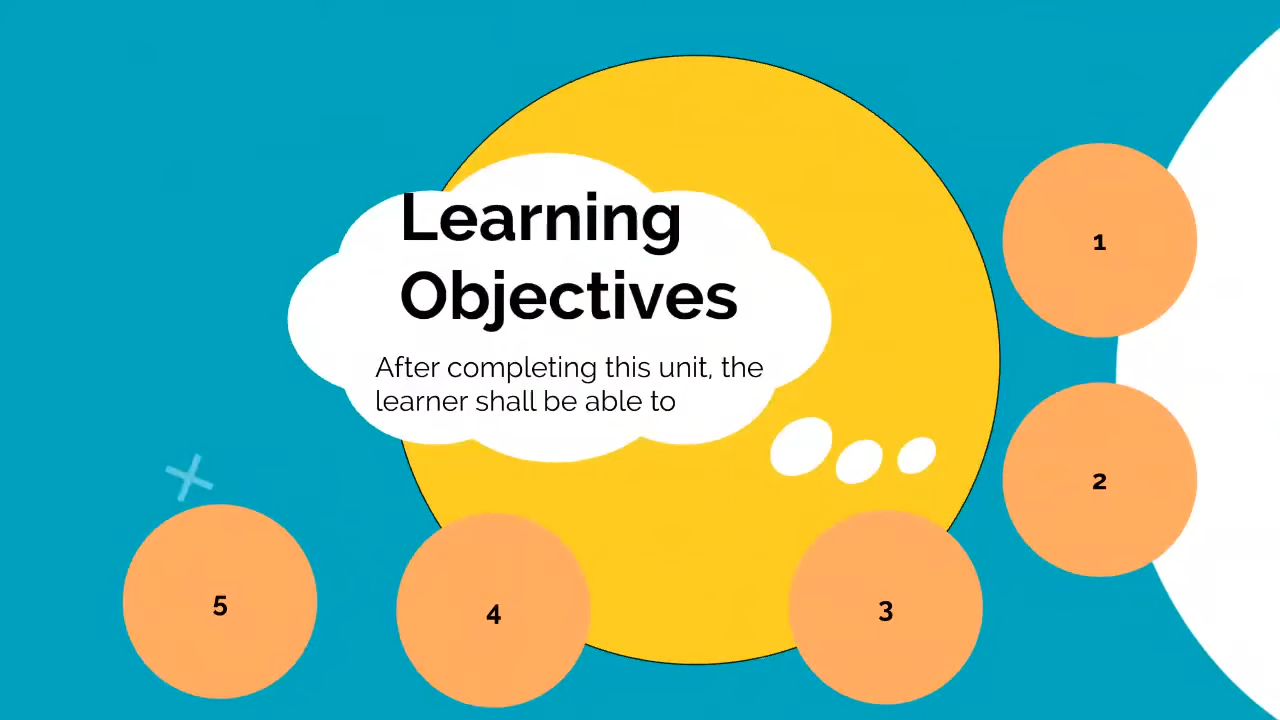 Learning
Objectives
After completing this unit, the
learner shall be able to
1
2
3
4
5